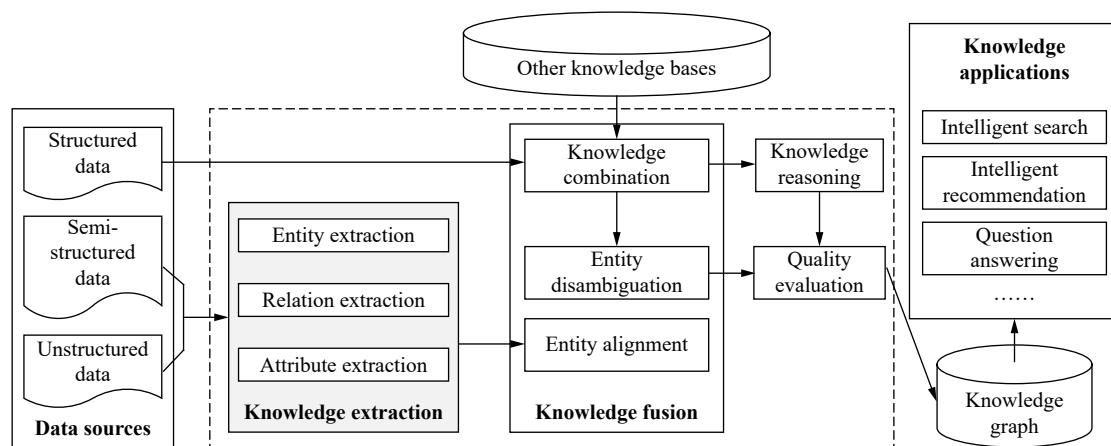 Other knowledge bases
Knowledge
applications
Intelligent search
Intelligent
recommendation
Question
answering
……
Structured
data
Semi-
structured data
Unstructured
data
Data sources
Entity extraction
Relation extraction
Attribute extraction
Knowledge extraction
Knowledge
combination
Entity
disambiguation
Entity alignment
Knowledge fusion
Knowledge
reasoning
Quality
evaluation
Knowledge
graph